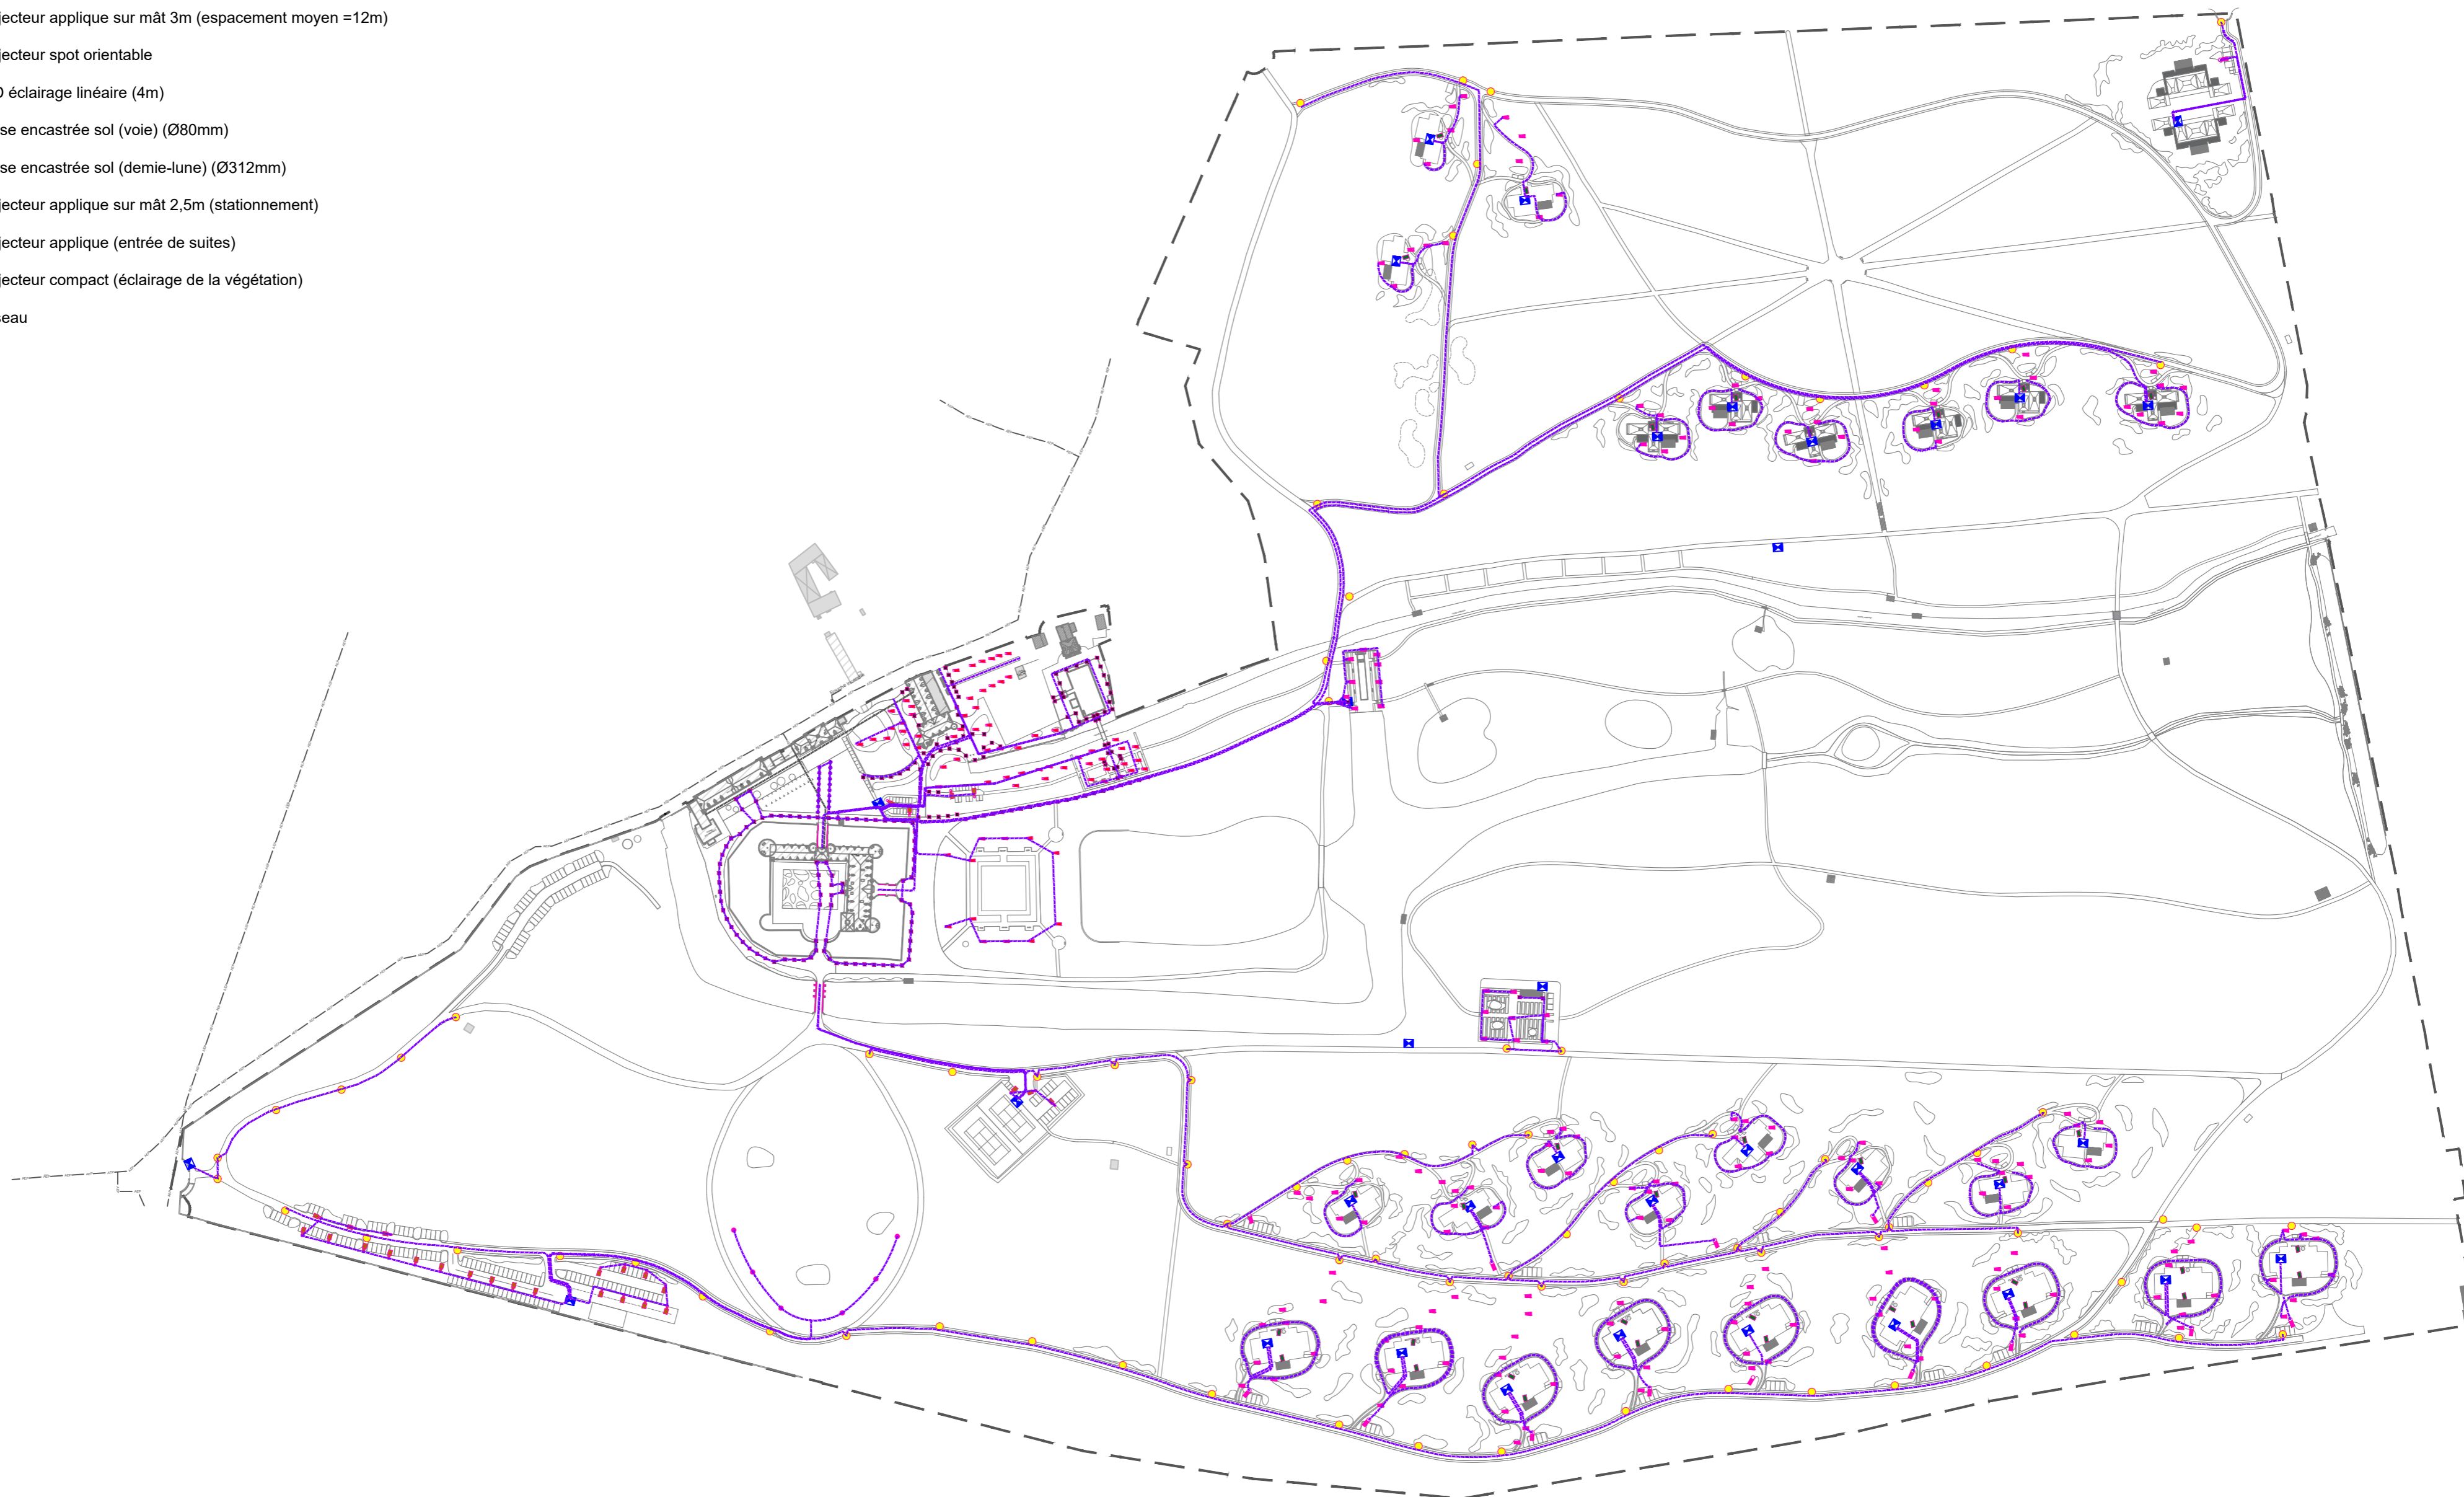 jecteur applique sur mât 3m (espacement moyen =12m)
jecteur spot orientable
D éclairage linéaire (4m)
se encastrée sol (voie) (Ø80mm)
se encastrée sol (demie-lune) (Ø312mm)
jecteur applique sur mât 2,5m (stationnement)
jecteur applique (entrée de suites)
jecteur compact (éclairage de la végétation)
seau